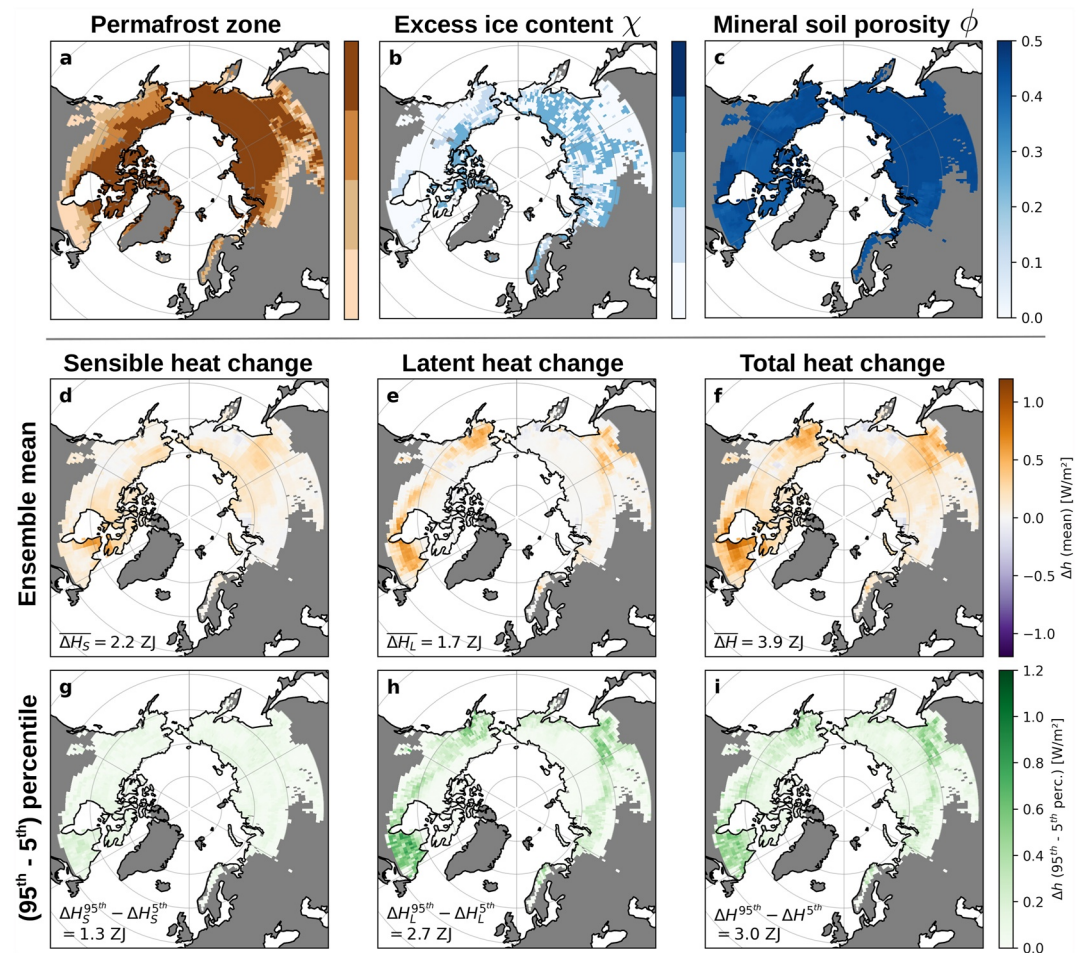 Permafrost zone
Excess ice content χ
Mineral soil porosity ϕ
a
b
c
0.5
0.4
0.3
0.2
0.1
0.0
Sensible heat change
Latent heat change
Total heat change
Ensemble mean
d
e
f
1.0
0.5
0.0
−0.5
−1.0
Δh (mean) [W/m²]
ΔH_S = 2.2 ZJ
ΔH_L = 1.7 ZJ
ΔH = 3.9 ZJ
(95th - 5th) percentile
g
h
i
1.2
1.0
0.8
0.6
0.4
0.2
0.0
Δh (95th - 5th perc.) [W/m²]
ΔH_S^95th − ΔH_S^5th
= 1.3 ZJ
ΔH_L^95th − ΔH_L^5th
= 2.7 ZJ
ΔH^95th − ΔH^5th
= 3.0 ZJ